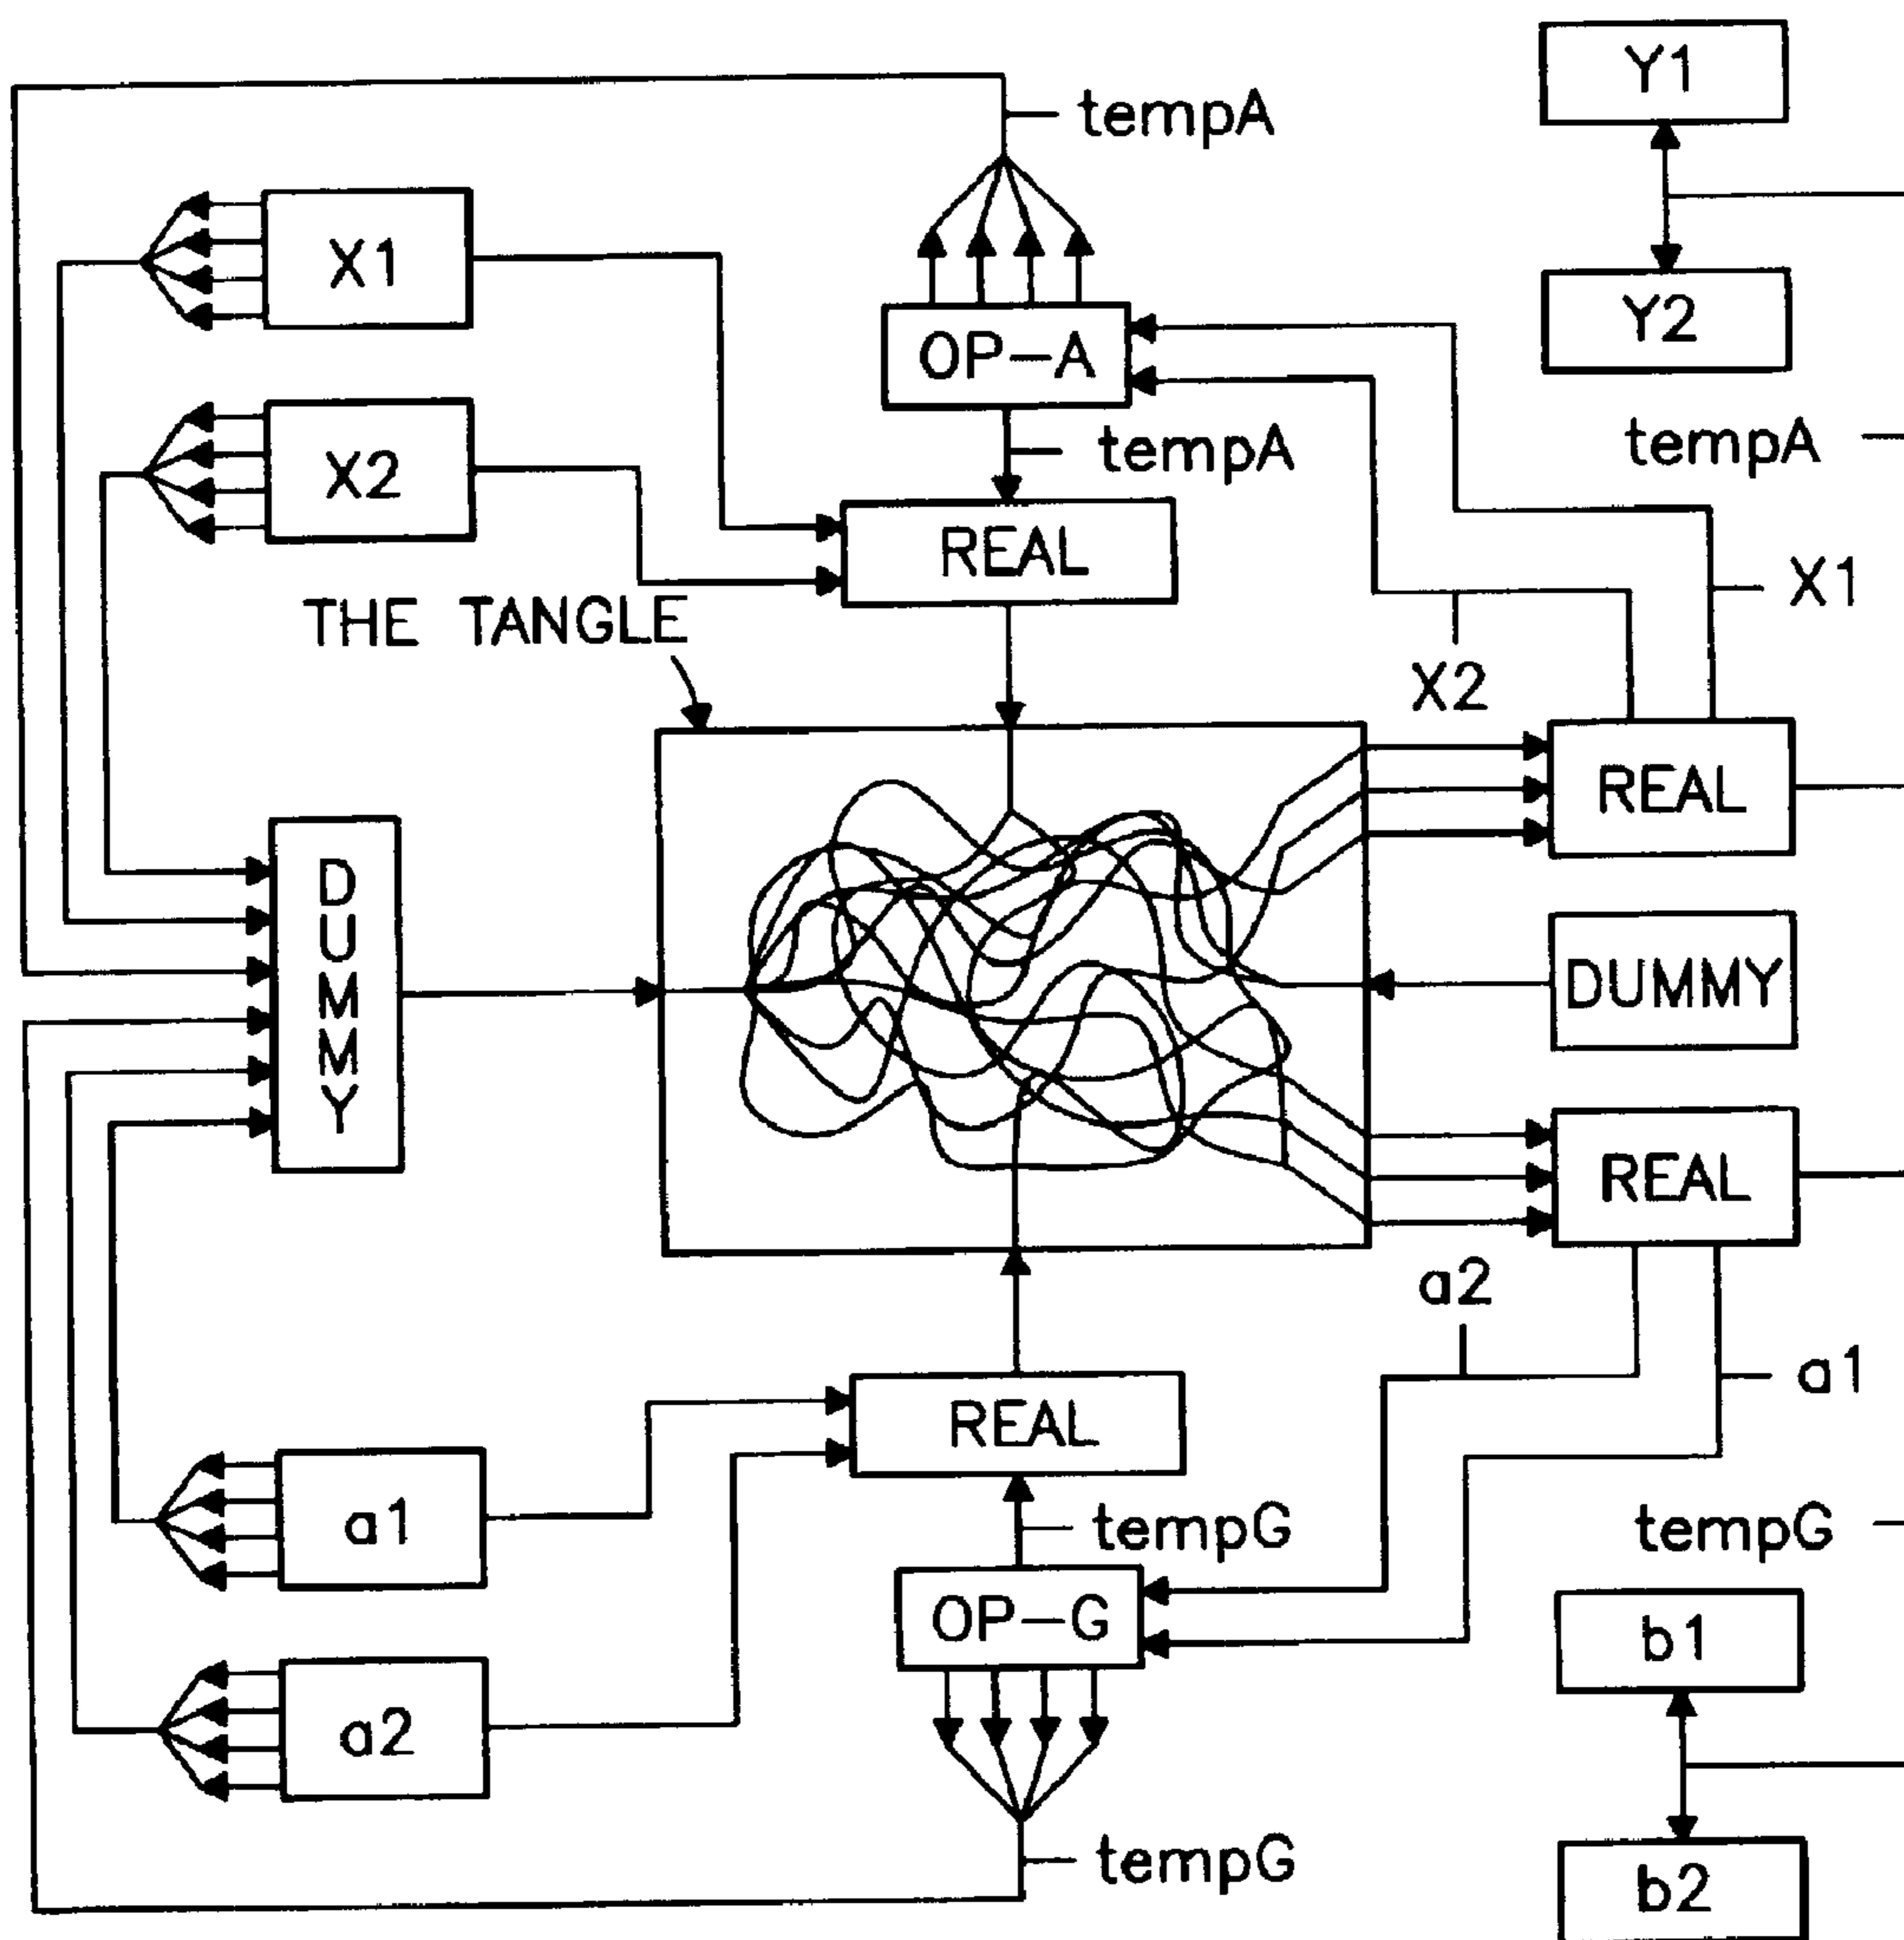 Y1
tempA
X1
Y2
OP-A
tempA
tempA
X2
REAL
X1
THE TANGLE
X2
REAL
DUMMY
DUMMY
REAL
a2
a1
REAL
a1
tempG
tempG
OP-G
b1
a2
tempG
b2